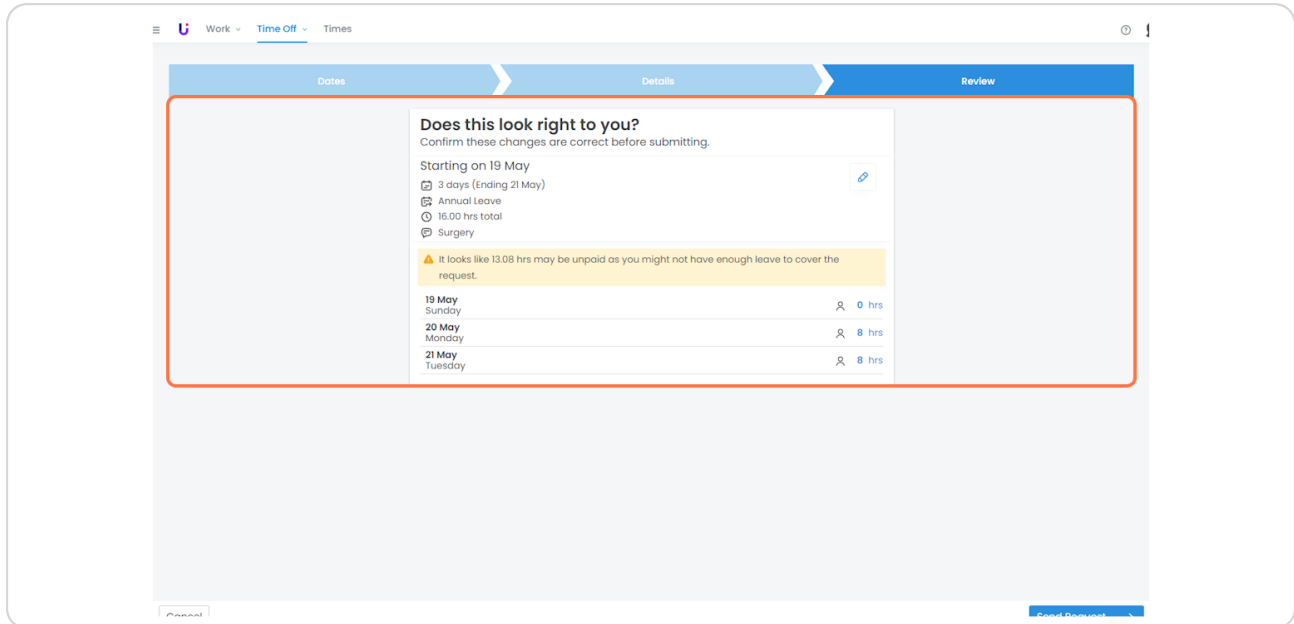 Work Time Off Times
Dates Details Review
Does this look right to you?
Confirm these changes are correct before submitting.
Starting on 19 May
3 days (Ending 21 May)
Annual Leave
16.00 hrs total
Surgery
It looks like 13.08 hrs may be unpaid as you might not have enough leave to cover the
request.
19 May
Sunday
0 hrs
20 May
Monday
8 hrs
21 May
Tuesday
8 hrs
Cancel Send Request